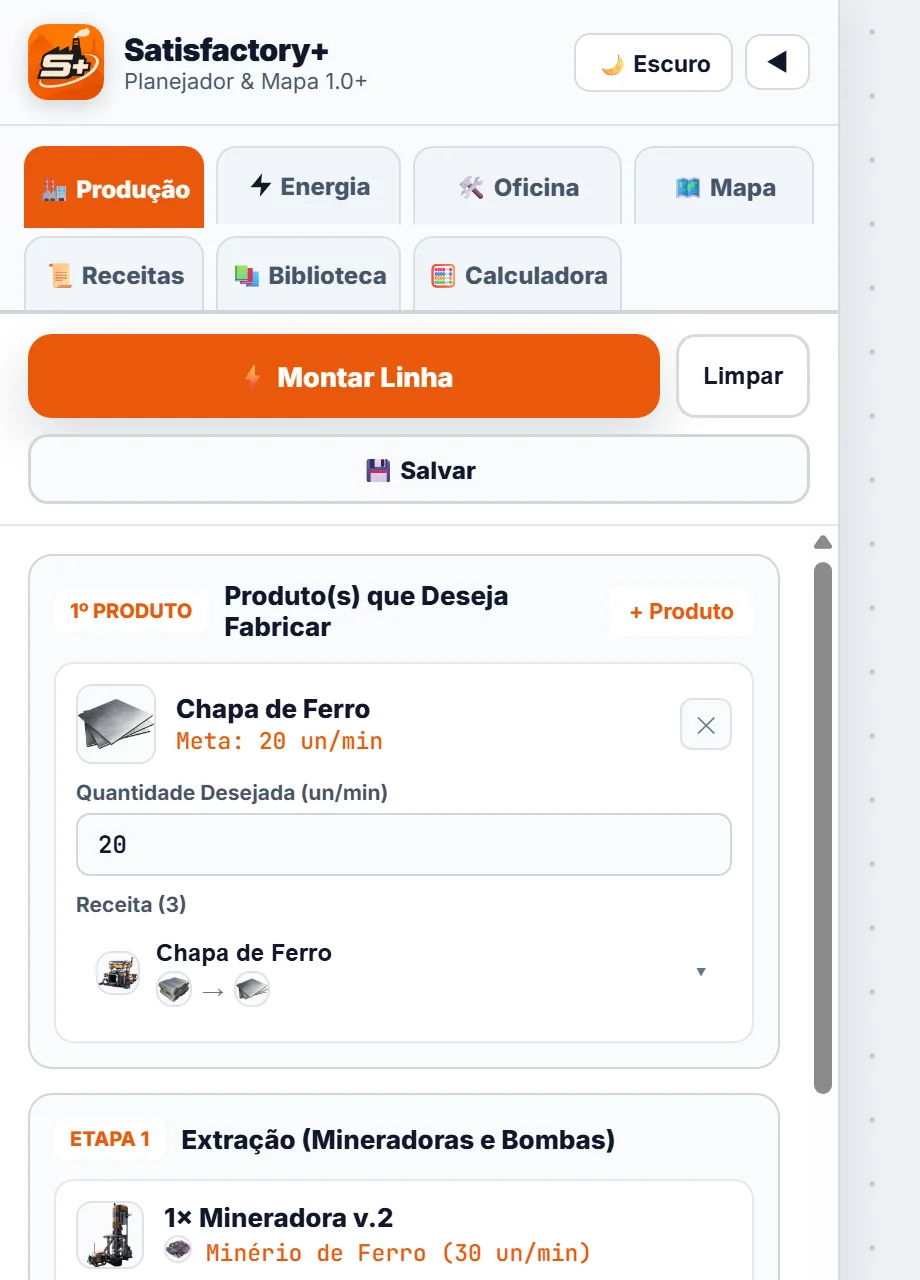 S+
Satisfactory+
Planejador & Mapa 1.0+
🌙 Escuro
◀
🏭 Produção
⚡ Energia
🛠️ Oficina
🗺️ Mapa
📜 Receitas
📚 Biblioteca
🧮 Calculadora
⚡ Montar Linha
Limpar
💾 Salvar
1º PRODUTO
Produto(s) que Deseja
Fabricar
+ Produto
Chapa de Ferro
Meta: 20 un/min
Quantidade Desejada (un/min)
20
Receita (3)
Chapa de Ferro
→
▼
ETAPA 1
Extração (Mineradoras e Bombas)
1× Mineradora v.2
Minério de Ferro (30 un/min)